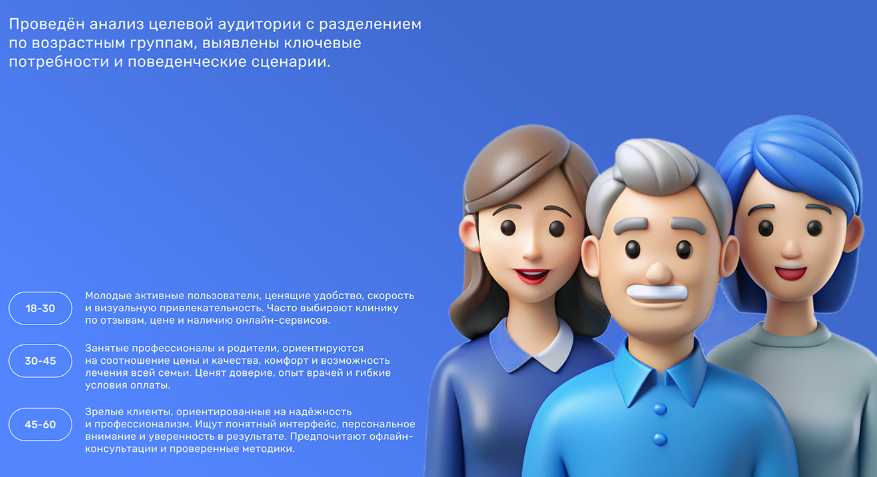 Проведён анализ целевой аудитории с разделением
по возрастным группам, выявлены ключевые
потребности и поведенческие сценарии.
18-30
Молодые активные пользователи, ценящие удобство, скорость
и визуальную привлекательность. Часто выбирают клинику
по отзывам, цене и наличию онлайн-сервисов.
30-45
Занятые профессионалы и родители, ориентируются
на соотношение цены и качества, комфорт и возможность
лечения всей семьи. Ценят доверие, опыт врачей и гибкие
условия оплаты.
45-60
Зрелые клиенты, ориентированные на надёжность
и профессионализм. Ищут понятный интерфейс, персональное
внимание и уверенность в результате. Предпочитают офлайн-
консультации и проверенные методики.